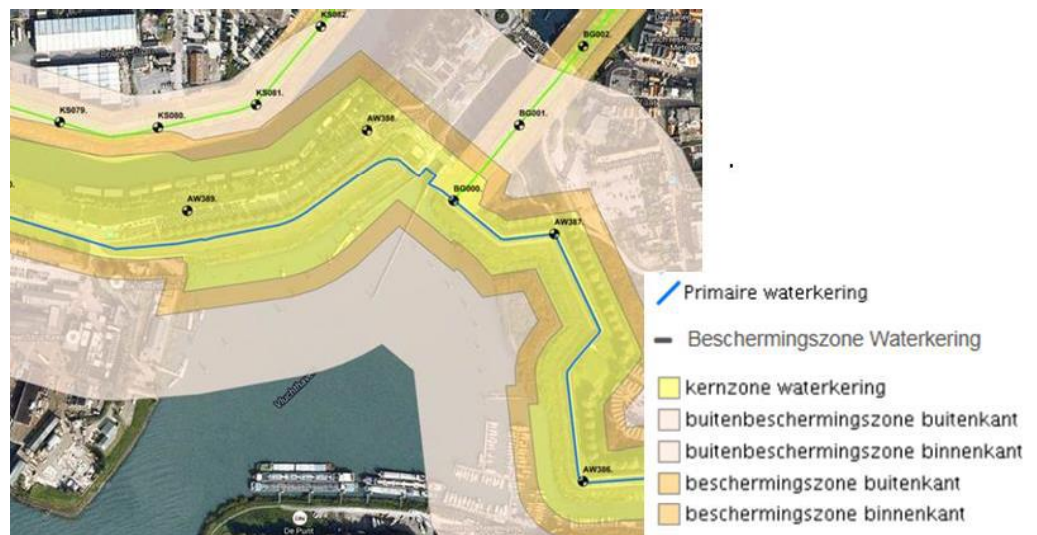 KS082.
BG002.
KS081.
KS079.
KS080.
AW388.
BG001.
BG000.
AW389.
AW387.
Primaire waterkering
Beschermingszone Waterkering
kernzone waterkering
buitenbeschermingszone buitenkant
buitenbeschermingszone binnenkant
beschermingszone buitenkant
beschermingszone binnenkant
AW386.
De Punt